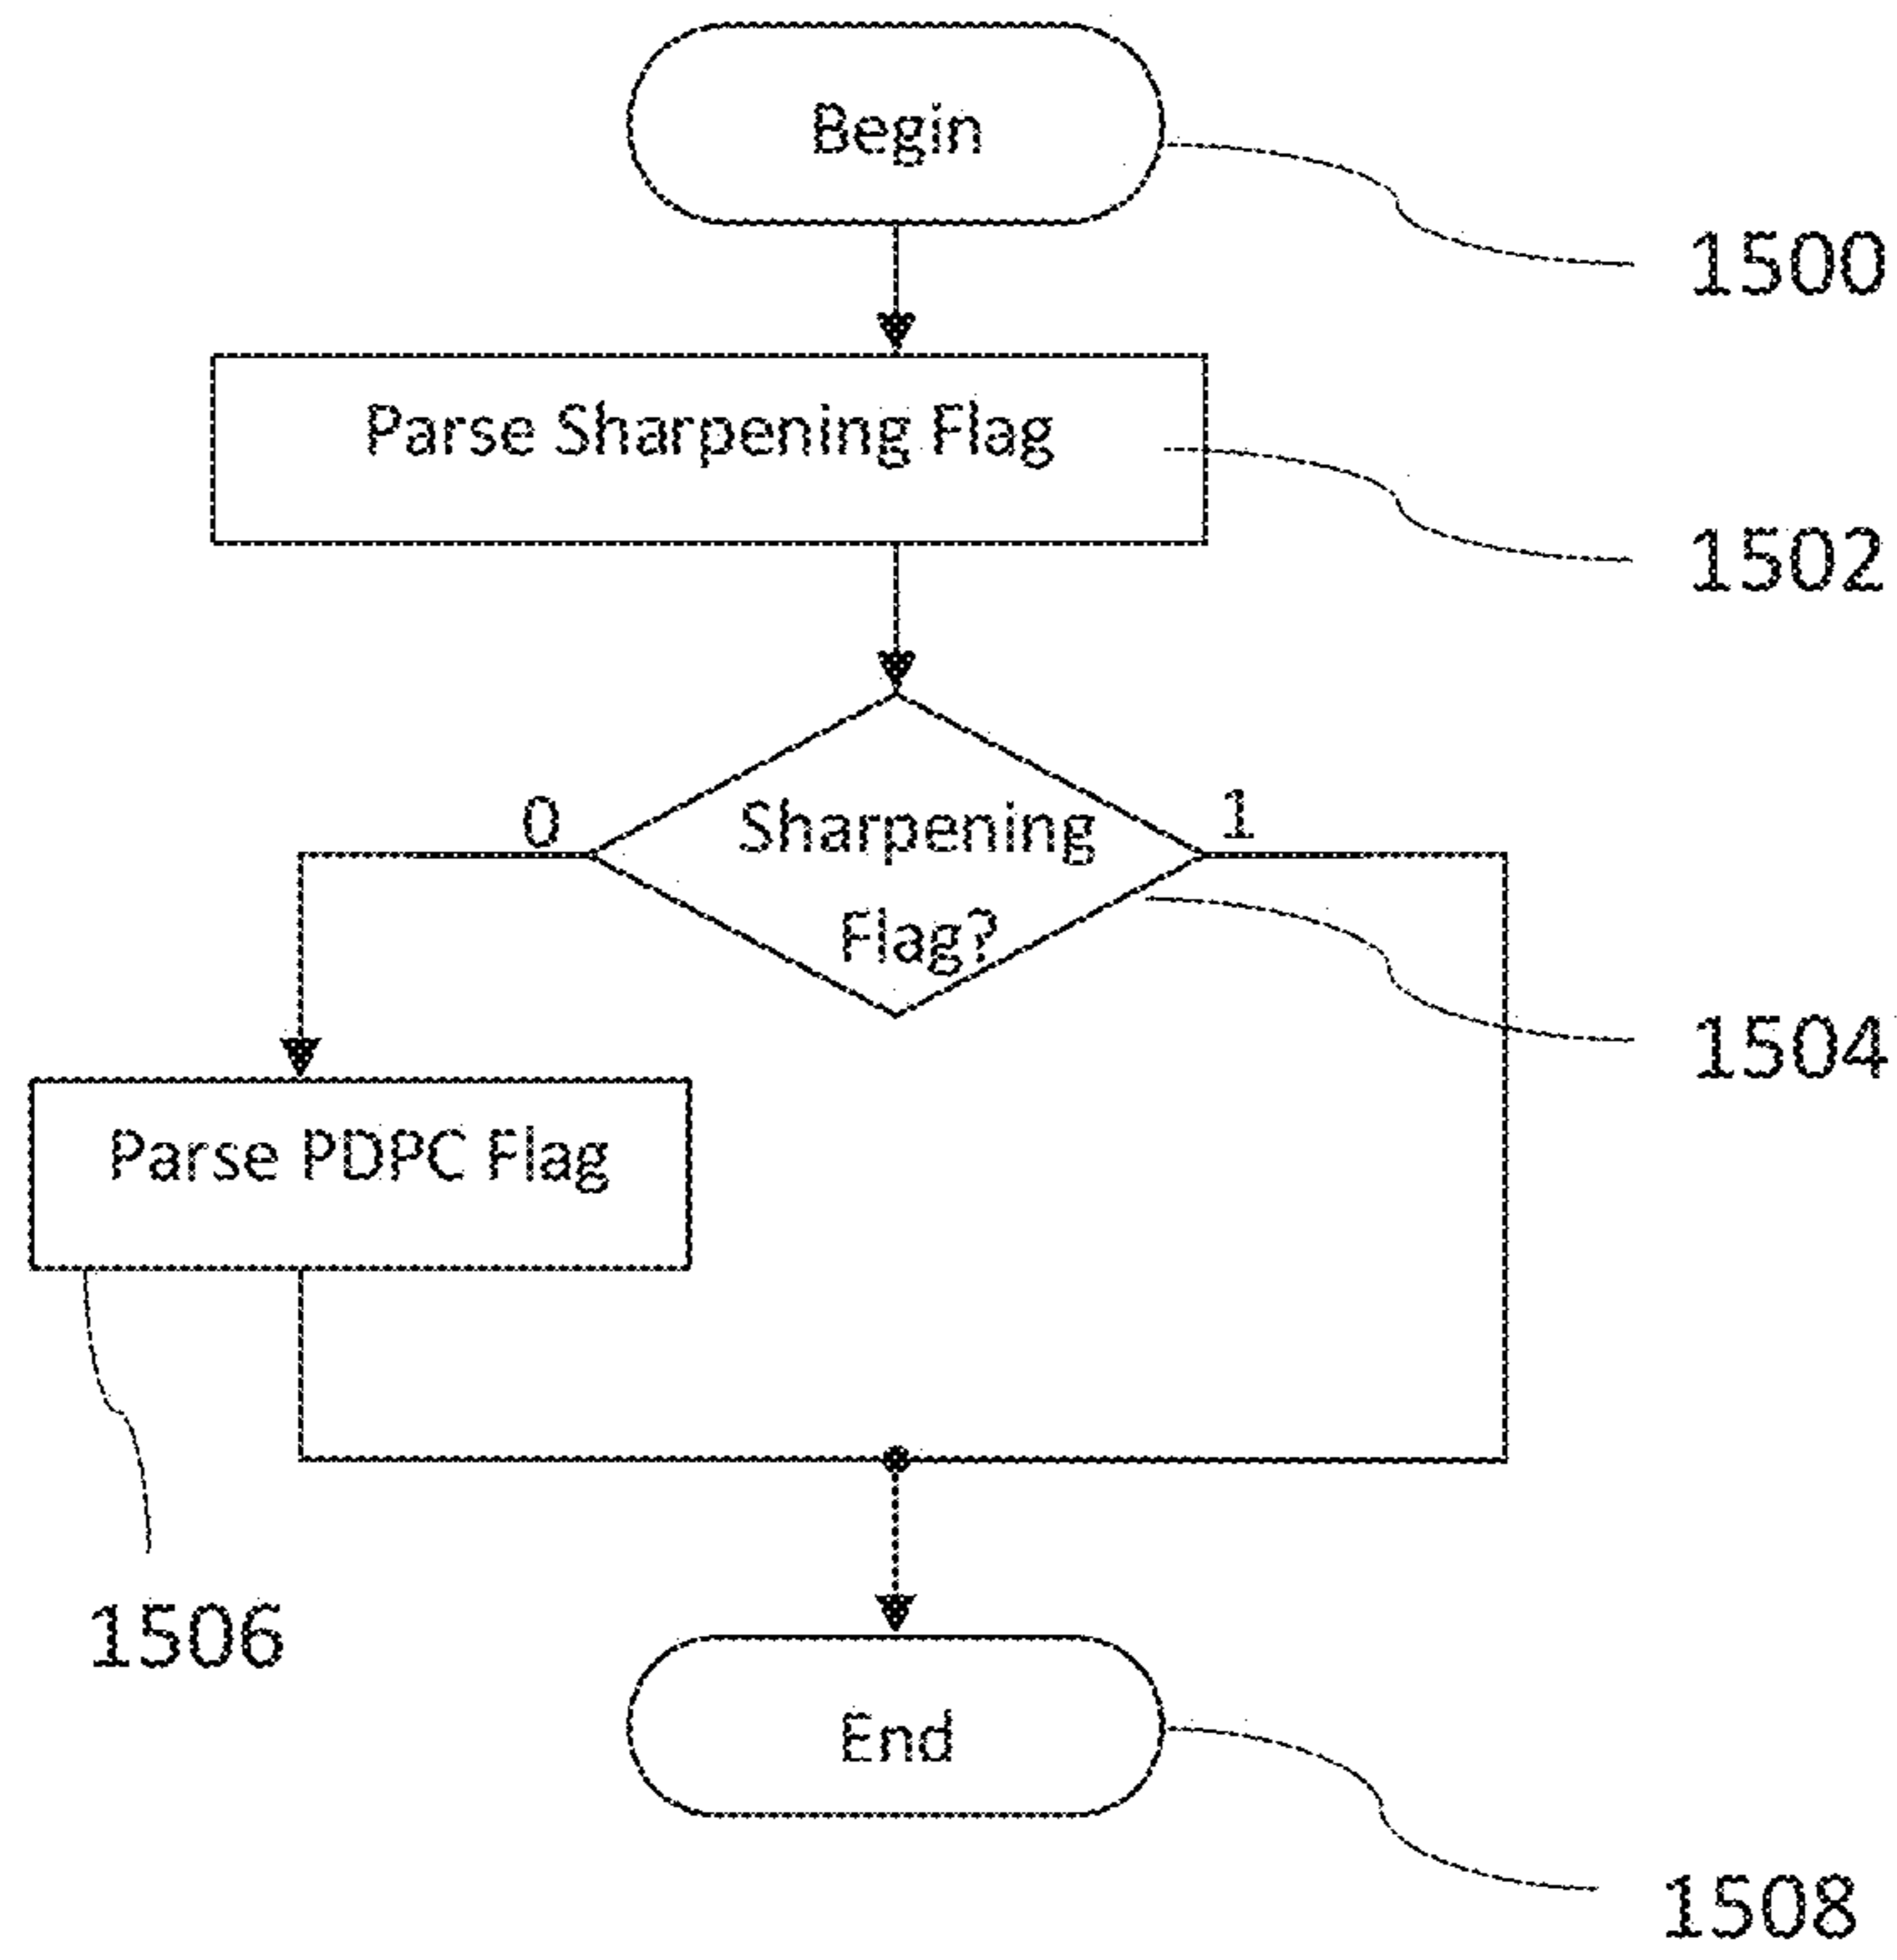 Begin
1500
Parse Sharpening Flag
1502
0
1
Sharpening
Flag?
1504
Parse PDPC Flag
1506
End
1508